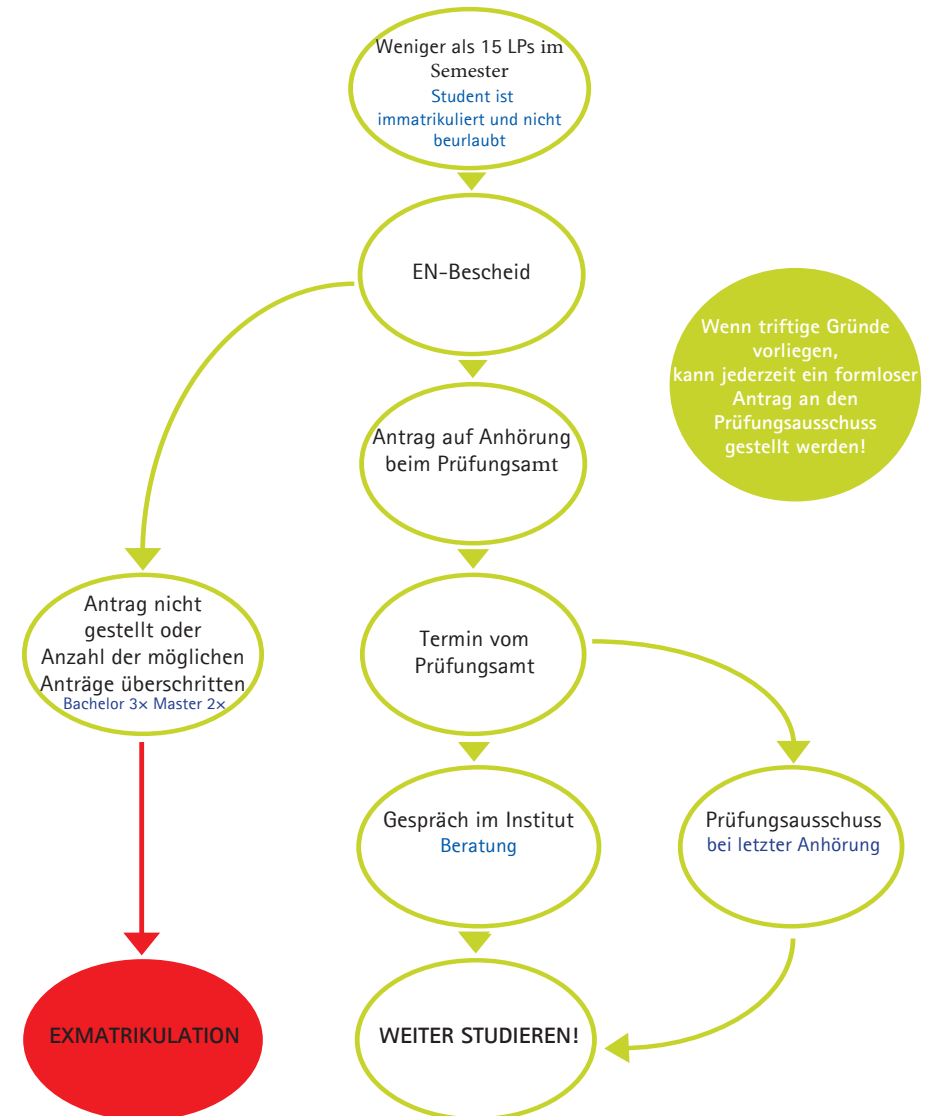 Weniger als 15 LPs im
Semester
Student ist
immatrikuliert und nicht
beurlaubt
EN-Bescheid
Wenn triftige Gründe
vorliegen,
kann jederzeit ein formloser
Antrag an den
Prüfungsausschuss
gestellt werden!
Antrag auf Anhörung
beim Prüfungsamt
Antrag nicht
gestellt oder
Anzahl der möglichen
Anträge überschritten
Bachelor 3× Master 2×
Termin vom
Prüfungsamt
Gespräch im Institut
Beratung
Prüfungsausschuss
bei letzter Anhörung
EXMATRIKULATION
WEITER STUDIEREN!